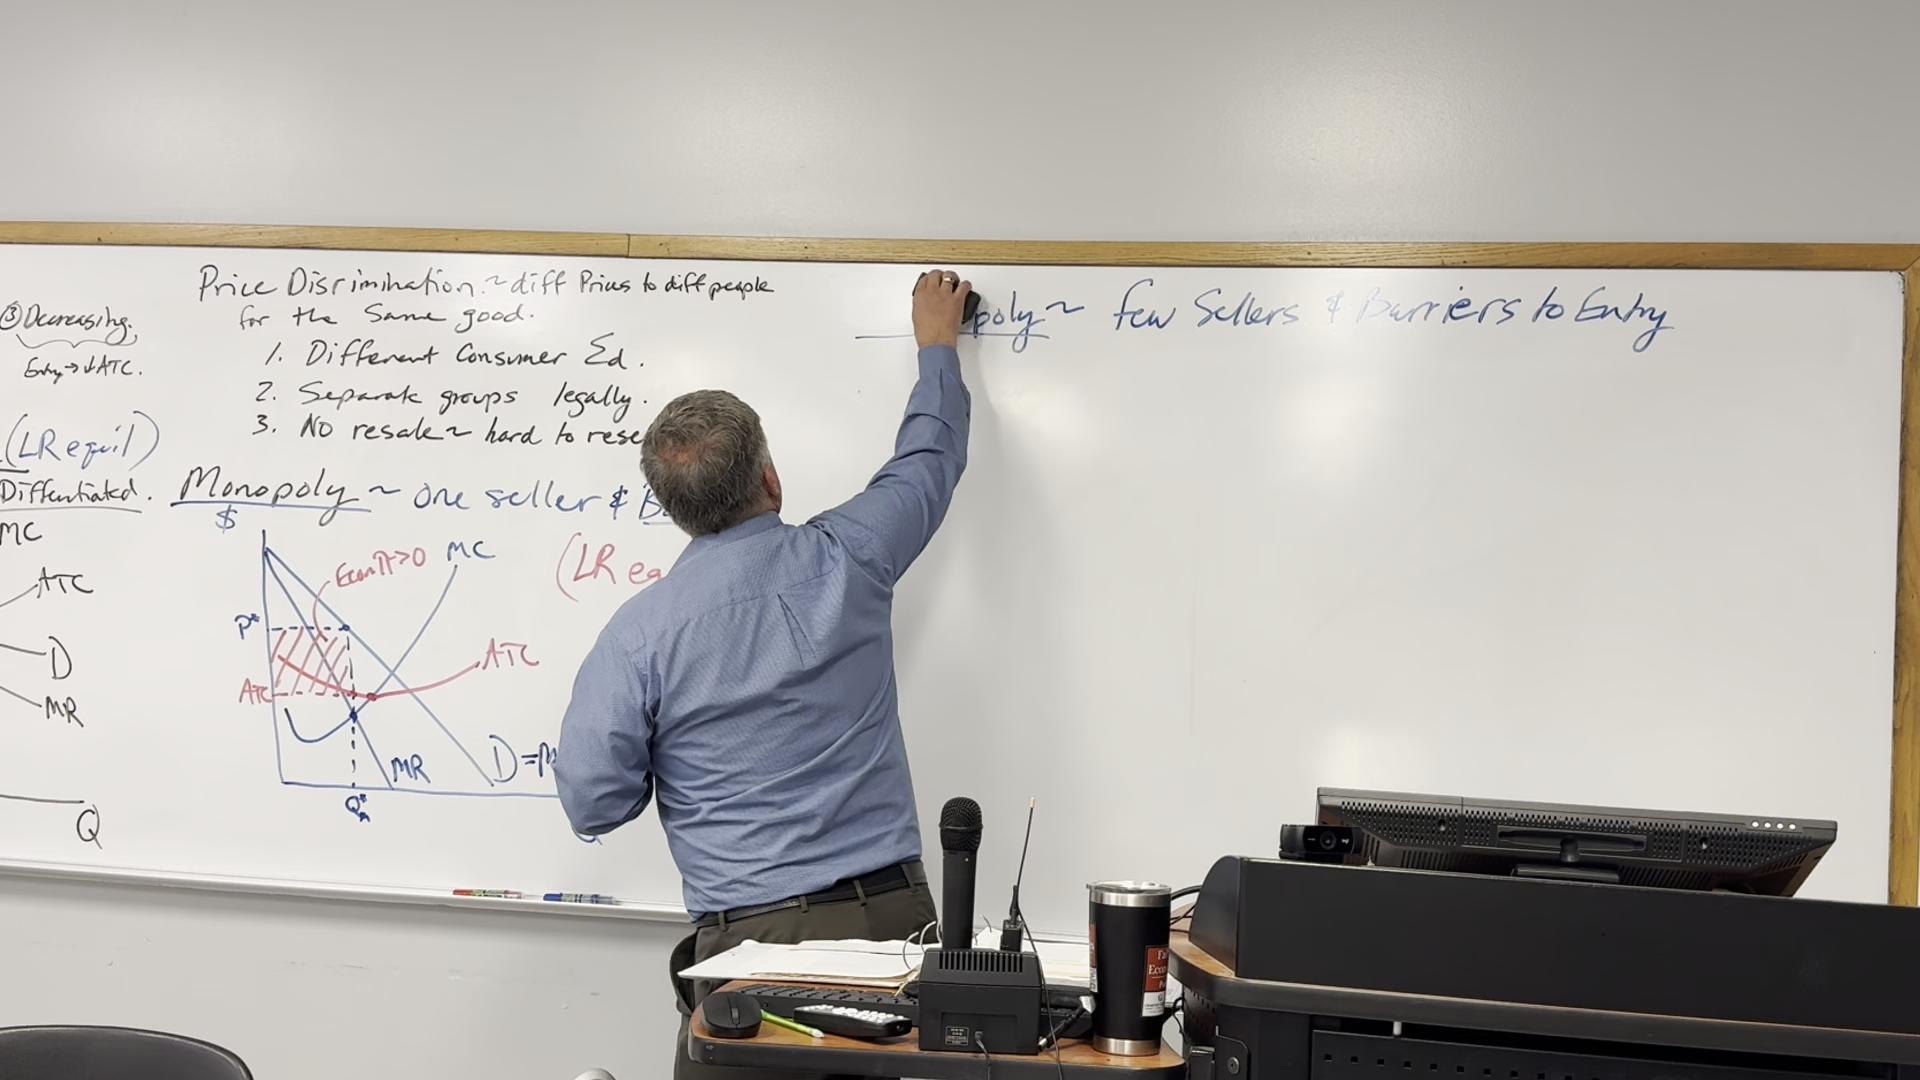 ③ Decreasing.
Entry→↓ATC.
(LR equil)
Differentiated.
MC
ATC
D
MR
Q
Price Discrimination ~ diff Prices to diff people
for the Same good.
1. Different Consumer Ed.
2. Separate groups legally.
3. No resale ~ hard to rese
Monopoly ~ one seller &
$
Econ π>0
MC
(LR
P*
ATC
ATC
MR
D =
Q*
Q
poly ~ few Sellers & Barriers to Entry